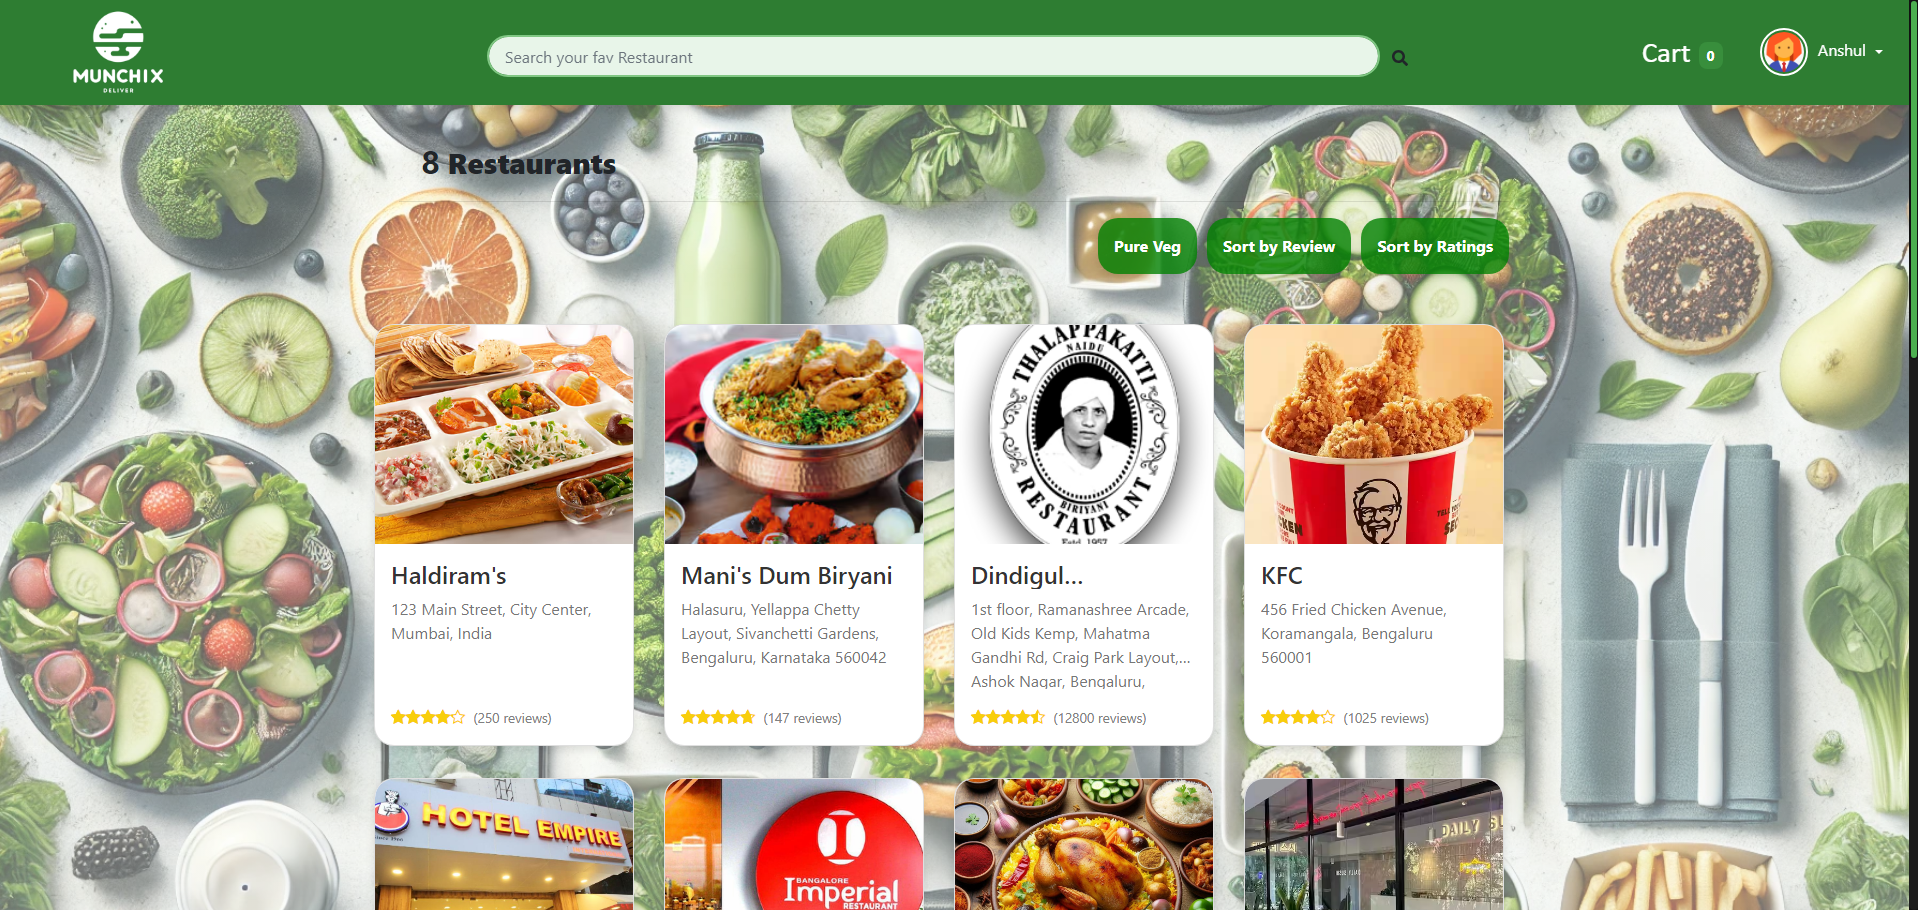 MUNCHIX
DELIVER
Search your fav Restaurant
Cart 0
Anshul
8 Restaurants
Pure Veg
Sort by Review
Sort by Ratings
THALAPPAKATTI
NAIDU
BIRIYANI
RESTAURANT
Estd. 1957
Haldiram's
123 Main Street, City Center,
Mumbai, India
(250 reviews)
Mani's Dum Biryani
Halasuru, Yellappa Chetty
Layout, Sivanchetti Gardens,
Bengaluru, Karnataka 560042
(147 reviews)
Dindigul...
1st floor, Ramanashree Arcade,
Old Kids Kemp, Mahatma
Gandhi Rd, Craig Park Layout,...
Ashok Nagar, Bengaluru,
(12800 reviews)
KFC
456 Fried Chicken Avenue,
Koramangala, Bengaluru
560001
(1025 reviews)
HOTEL EMPIRE
BANGALORE
Imperial
RESTAURANT
DAILY